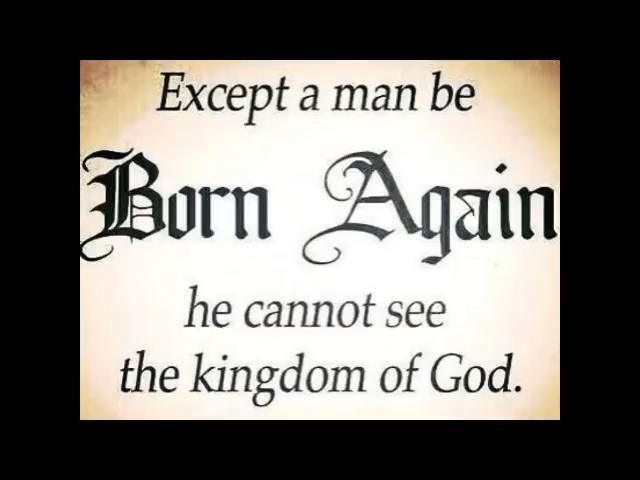 Except a man be
Born Again
he cannot see
the kingdom of God.